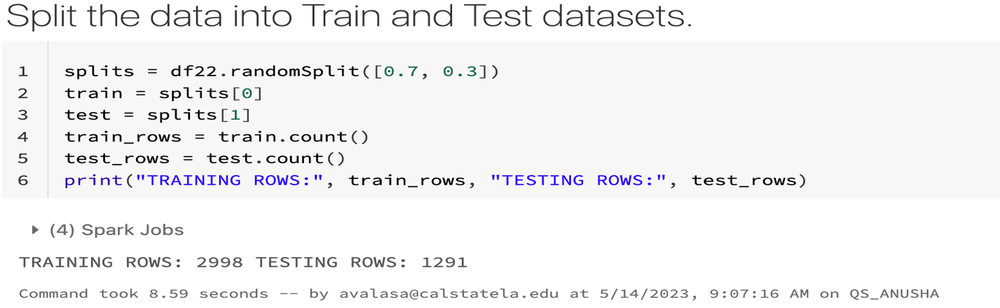 Split the data into Train and Test datasets.
1 splits = df22.randomSplit([0.7, 0.3])
2 train = splits[0]
3 test = splits[1]
4 train_rows = train.count()
5 test_rows = test.count()
6 print("TRAINING ROWS:", train_rows, "TESTING ROWS:", test_rows)
(4) Spark Jobs
TRAINING ROWS: 2998 TESTING ROWS: 1291
Command took 8.59 seconds -- by avalasa@calstatela.edu at 5/14/2023, 9:07:16 AM on QS_ANUSHA